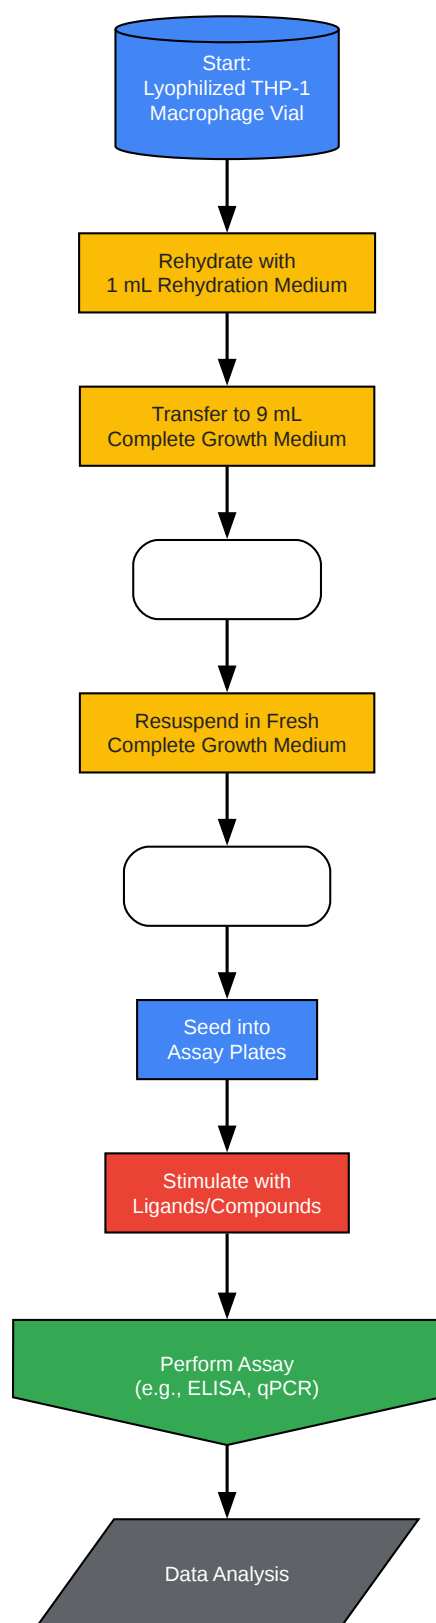 Start:
Lyophilized THP-1
Macrophage Vial
Rehydrate with
1 mL Rehydration Medium
Transfer to 9 mL
Complete Growth Medium
Resuspend in Fresh
Complete Growth Medium
Seed into
Assay Plates
Stimulate with
Ligands/Compounds
Perform Assay
(e.g., ELISA, qPCR)
Data Analysis